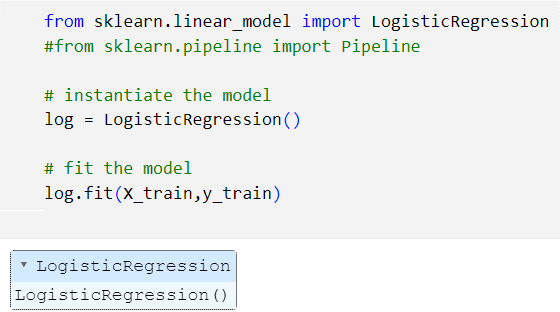 from sklearn.linear_model import LogisticRegression
#from sklearn.pipeline import Pipeline
# instantiate the model
log = LogisticRegression()
# fit the model
log.fit(X_train,y_train)
▾ LogisticRegression
LogisticRegression()